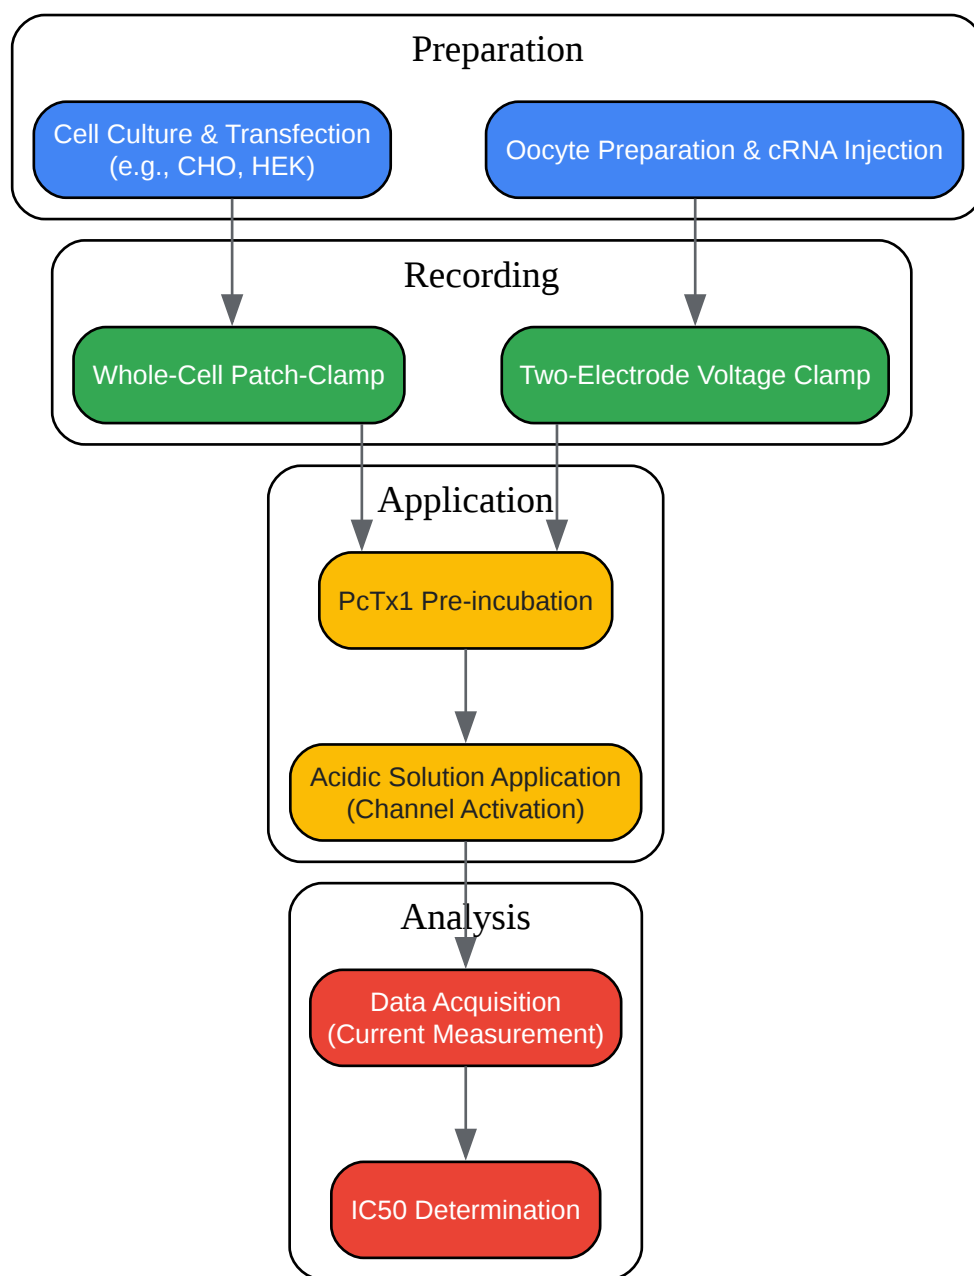 Preparation
Cell Culture & Transfection
(e.g., CHO, HEK)
Oocyte Preparation & cRNA Injection
Recording
Whole-Cell Patch-Clamp
Two-Electrode Voltage Clamp
Application
PcTx1 Pre-incubation
Acidic Solution Application
(Channel Activation)
Analysis
Data Acquisition
(Current Measurement)
IC50 Determination